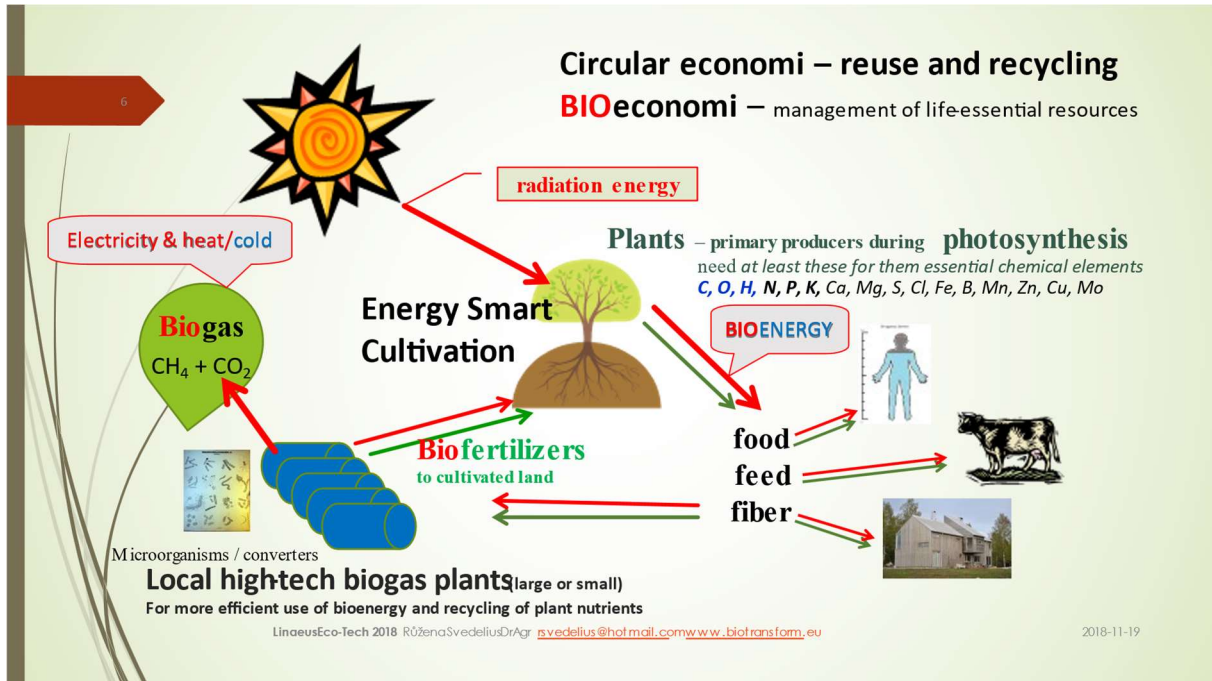 6
Circular economi – reuse and recycling
BIOeconomi – management of life-essential resources
radiation energy
Electricity & heat/cold
Plants – primary producers during photosynthesis
need at least these for them essential chemical elements
C, O, H, N, P, K, Ca, Mg, S, Cl, Fe, B, Mn, Zn, Cu, Mo
Energy Smart
Cultivation
BIOENERGY
Biogas
CH₄ + CO₂
food
feed
fiber
Biofertilizers
to cultivated land
Microorganisms / converters
Local high-tech biogas plants (large or small)
For more efficient use of bioenergy and recycling of plant nutrients
LinaeusEco-Tech 2018 RůženaSvedeliusDrAgr rsvedelius@hotmail.comwww.biotransform.eu
2018-11-19